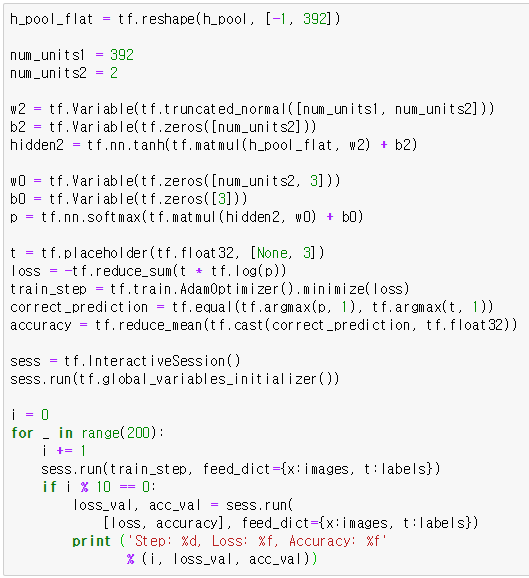 h_pool_flat = tf.reshape(h_pool, [-1, 392])

num_units1 = 392
num_units2 = 2

w2 = tf.Variable(tf.truncated_normal([num_units1, num_units2]))
b2 = tf.Variable(tf.zeros([num_units2]))
hidden2 = tf.nn.tanh(tf.matmul(h_pool_flat, w2) + b2)

w0 = tf.Variable(tf.zeros([num_units2, 3]))
b0 = tf.Variable(tf.zeros([3]))
p = tf.nn.softmax(tf.matmul(hidden2, w0) + b0)

t = tf.placeholder(tf.float32, [None, 3])
loss = -tf.reduce_sum(t * tf.log(p))
train_step = tf.train.AdamOptimizer().minimize(loss)
correct_prediction = tf.equal(tf.argmax(p, 1), tf.argmax(t, 1))
accuracy = tf.reduce_mean(tf.cast(correct_prediction, tf.float32))

sess = tf.InteractiveSession()
sess.run(tf.global_variables_initializer())

i = 0
for _ in range(200):
    i += 1
    sess.run(train_step, feed_dict={x:images, t:labels})
    if i % 10 == 0:
        loss_val, acc_val = sess.run(
            [loss, accuracy], feed_dict={x:images, t:labels})
        print ('Step: %d, Loss: %f, Accuracy: %f'
               % (i, loss_val, acc_val))